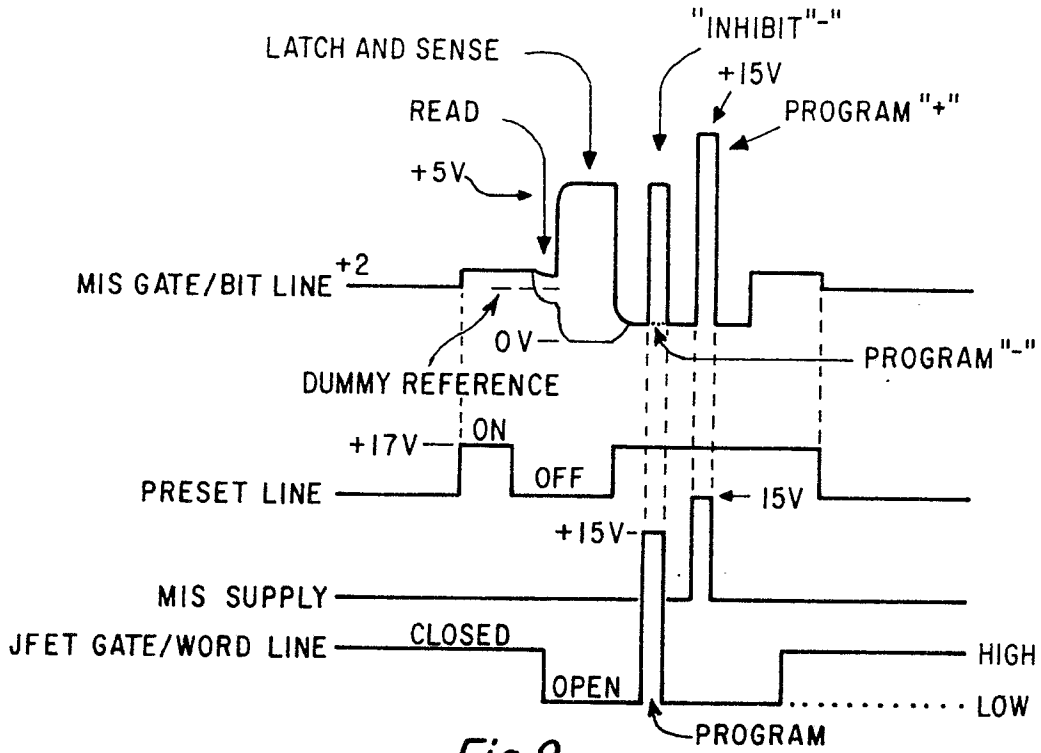 "INHIBIT"-"
LATCH AND SENSE
+15V
READ
PROGRAM "+"
+5V
MIS GATE/BIT LINE
+2
0V
PROGRAM "-"
DUMMY REFERENCE
+17V
ON
OFF
PRESET LINE
15V
+15V
MIS SUPPLY
CLOSED
JFET GATE/WORD LINE
HIGH
OPEN
LOW
PROGRAM